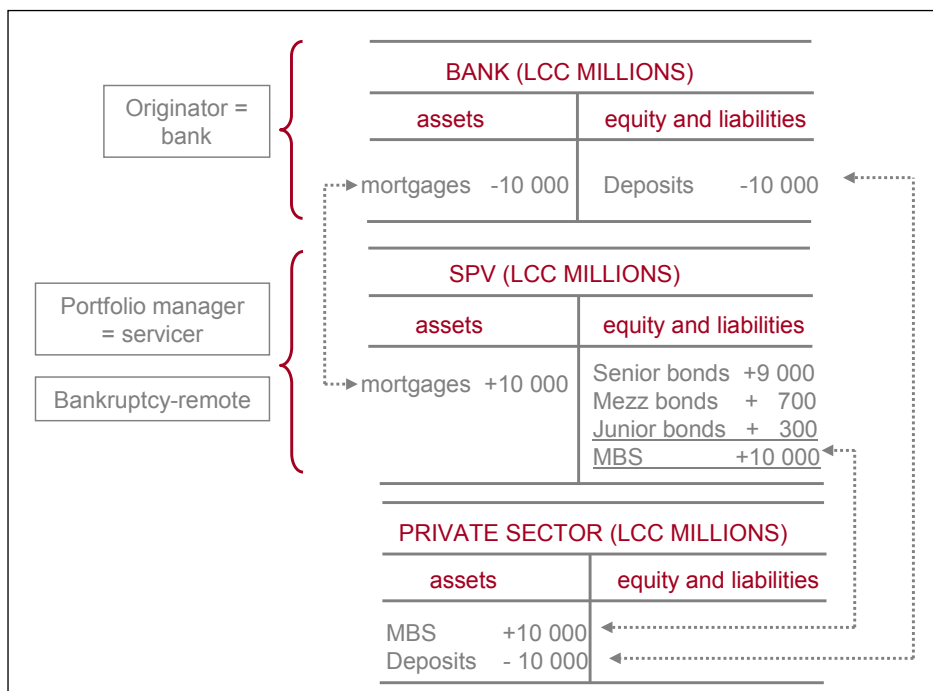 BANK (LCC MILLIONS)
Originator =
bank
assets equity and liabilities
mortgages -10 000 Deposits -10 000
SPV (LCC MILLIONS)
Portfolio manager
= servicer
assets equity and liabilities
Bankruptcy-remote
mortgages +10 000
Senior bonds +9 000
Mezz bonds + 700
Junior bonds + 300
MBS +10 000
PRIVATE SECTOR (LCC MILLIONS)
assets equity and liabilities
MBS +10 000
Deposits - 10 000